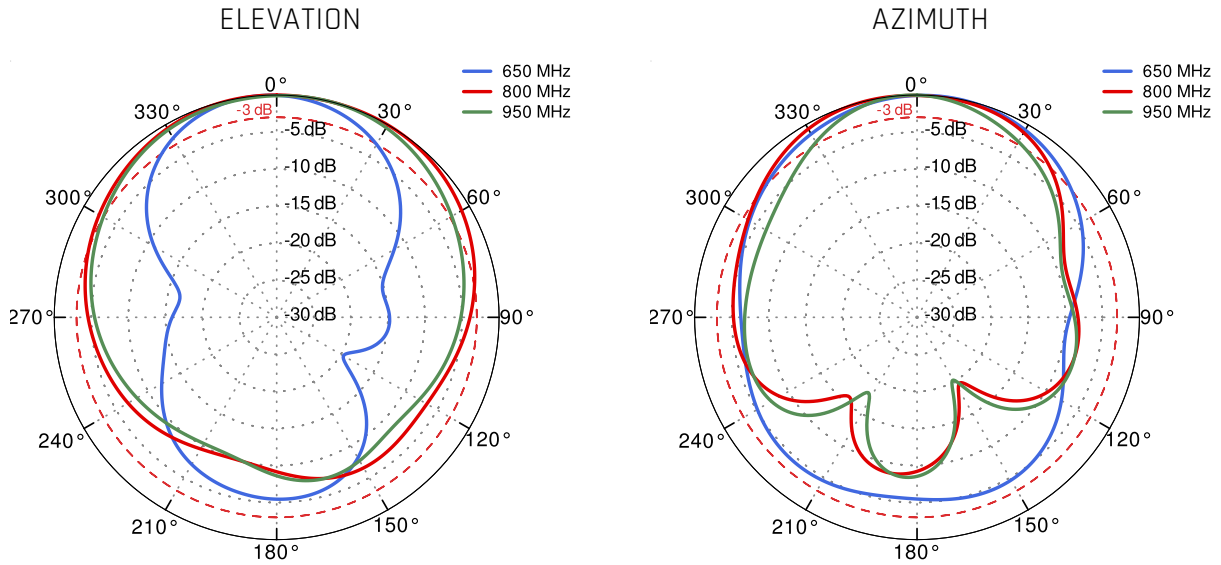 ELEVATION
650 MHz
800 MHz
950 MHz
0°
330°
-3 dB
30°
-5 dB
-10 dB
300°
60°
-15 dB
-20 dB
-25 dB
270°
-30 dB
90°
240°
120°
210°
150°
180°
AZIMUTH
650 MHz
800 MHz
950 MHz
0°
330°
-3 dB
30°
-5 dB
-10 dB
300°
60°
-15 dB
-20 dB
-25 dB
270°
-30 dB
90°
240°
120°
210°
150°
180°